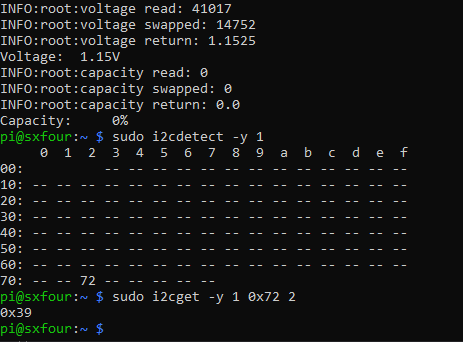 INFO:root:voltage read: 41017
INFO:root:voltage swapped: 14752
INFO:root:voltage return: 1.1525
Voltage:  1.15V
INFO:root:capacity read: 0
INFO:root:capacity swapped: 0
INFO:root:capacity return: 0.0
Capacity:     0%
pi@sxfour:~ $ sudo i2cdetect -y 1
     0  1  2  3  4  5  6  7  8  9  a  b  c  d  e  f
00:          -- -- -- -- -- -- -- -- -- -- -- -- --
10: -- -- -- -- -- -- -- -- -- -- -- -- -- -- -- --
20: -- -- -- -- -- -- -- -- -- -- -- -- -- -- -- --
30: -- -- -- -- -- -- -- -- -- -- -- -- -- -- -- --
40: -- -- -- -- -- -- -- -- -- -- -- -- -- -- -- --
50: -- -- -- -- -- -- -- -- -- -- -- -- -- -- -- --
60: -- -- -- -- -- -- -- -- -- -- -- -- -- -- -- --
70: -- -- 72 -- -- -- -- --
pi@sxfour:~ $ sudo i2cget -y 1 0x72 2
0x39
pi@sxfour:~ $